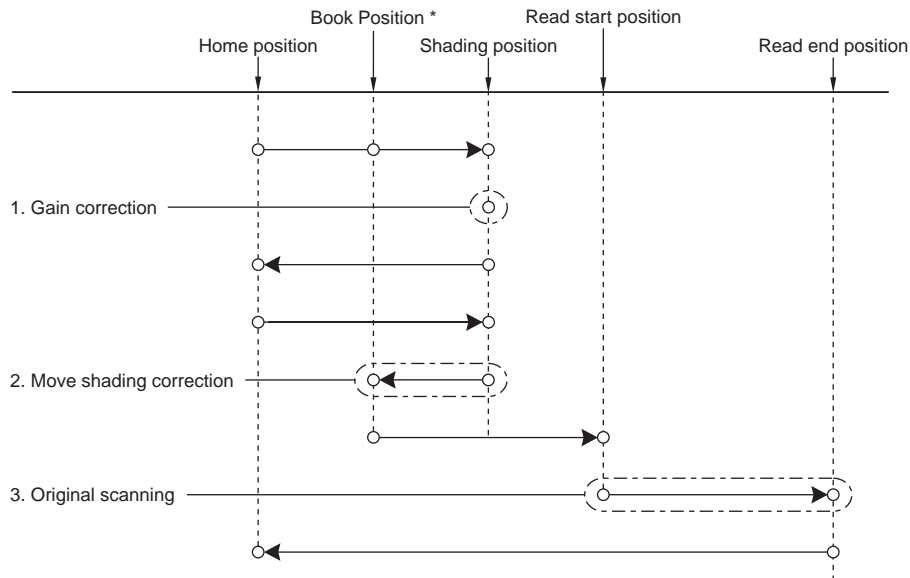 Book Position *
Read start position
Home position
Shading position
Read end position
1. Gain correction
2. Move shading correction
3. Original scanning